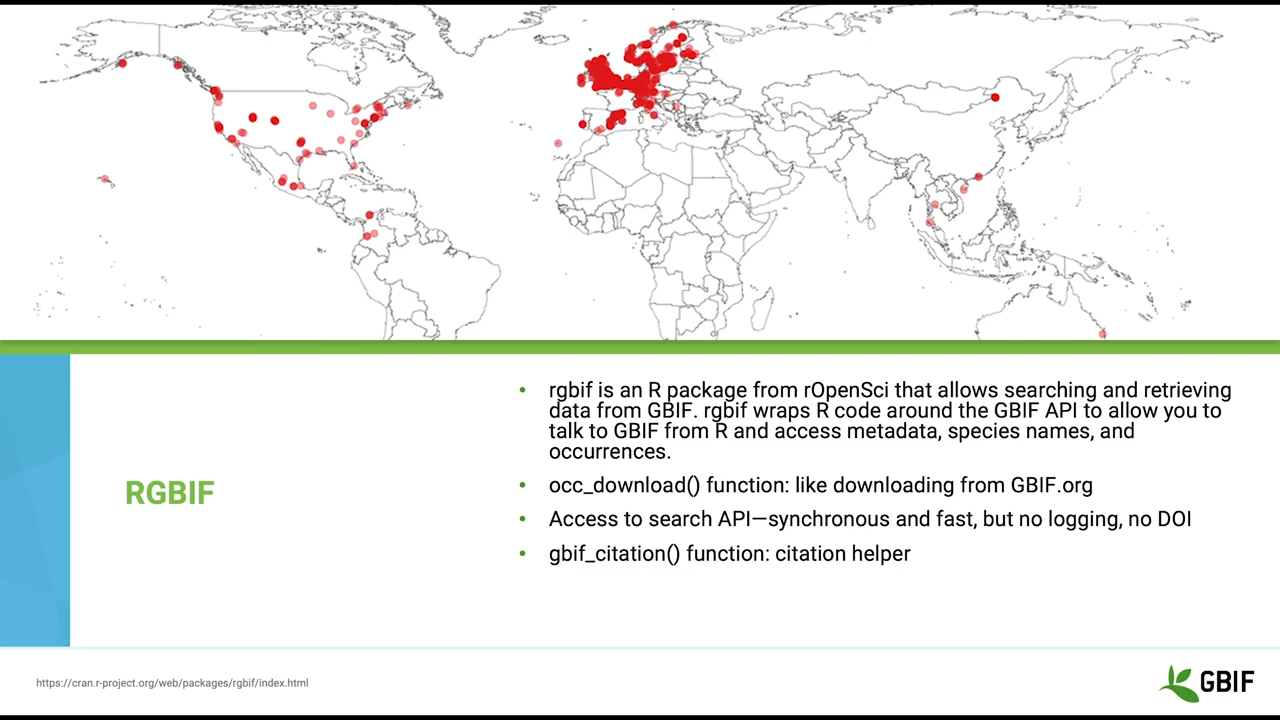 RGBIF
• rgbif is an R package from rOpenSci that allows searching and retrieving
data from GBIF. rgbif wraps R code around the GBIF API to allow you to
talk to GBIF from R and access metadata, species names, and
occurrences.
• occ_download() function: like downloading from GBIF.org
• Access to search API—synchronous and fast, but no logging, no DOI
• gbif_citation() function: citation helper
https://cran.r-project.org/web/packages/rgbif/index.html
GBIF